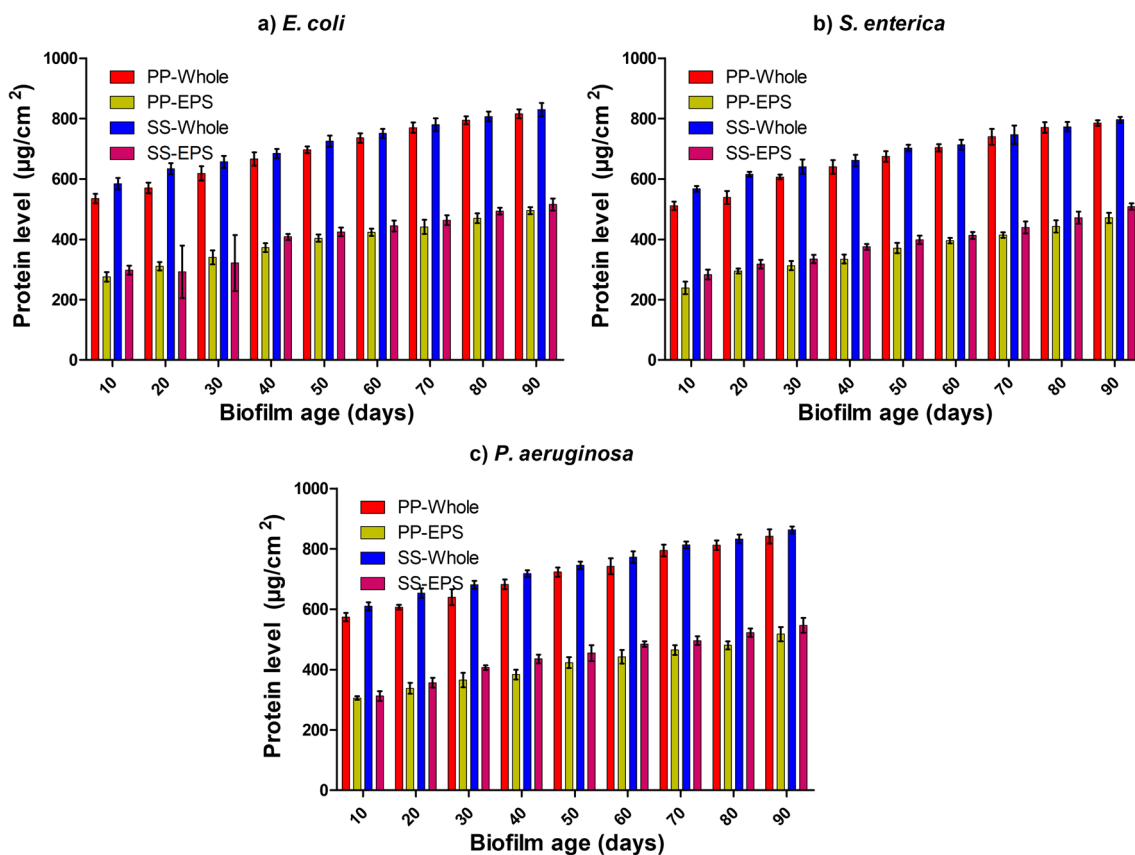 a) E. coli
1000
800
600
400
200
0
Protein level (µg/cm 2)
PP-Whole
PP-EPS
SS-Whole
SS-EPS
10 20 30 40 50 60 70 80 90
Biofilm age (days)
b) S. enterica
1000
800
600
400
200
0
Protein level (µg/cm 2)
PP-Whole
PP-EPS
SS-Whole
SS-EPS
10 20 30 40 50 60 70 80 90
Biofilm age (days)
c) P. aeruginosa
1000
800
600
400
200
0
Protein level (µg/cm 2)
PP-Whole
PP-EPS
SS-Whole
SS-EPS
10 20 30 40 50 60 70 80 90
Biofilm age (days)